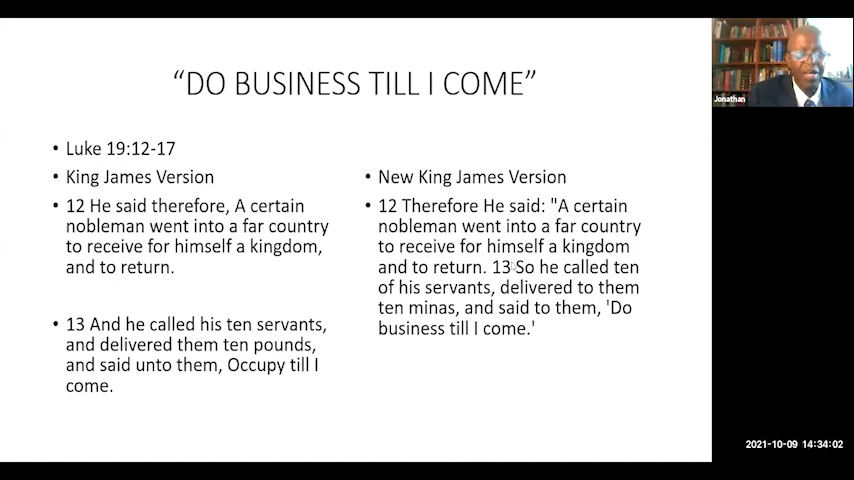 “DO BUSINESS TILL I COME”
• Luke 19:12-17
• King James Version
• 12 He said therefore, A certain
nobleman went into a far country
to receive for himself a kingdom,
and to return.
• 13 And he called his ten servants,
and delivered them ten pounds,
and said unto them, Occupy till I
come.
• New King James Version
• 12 Therefore He said: "A certain
nobleman went into a far country
to receive for himself a kingdom
and to return. 13 So he called ten
of his servants, delivered to them
ten minas, and said to them, 'Do
business till I come.'
Jonathan
2021-10-09 14:34:02